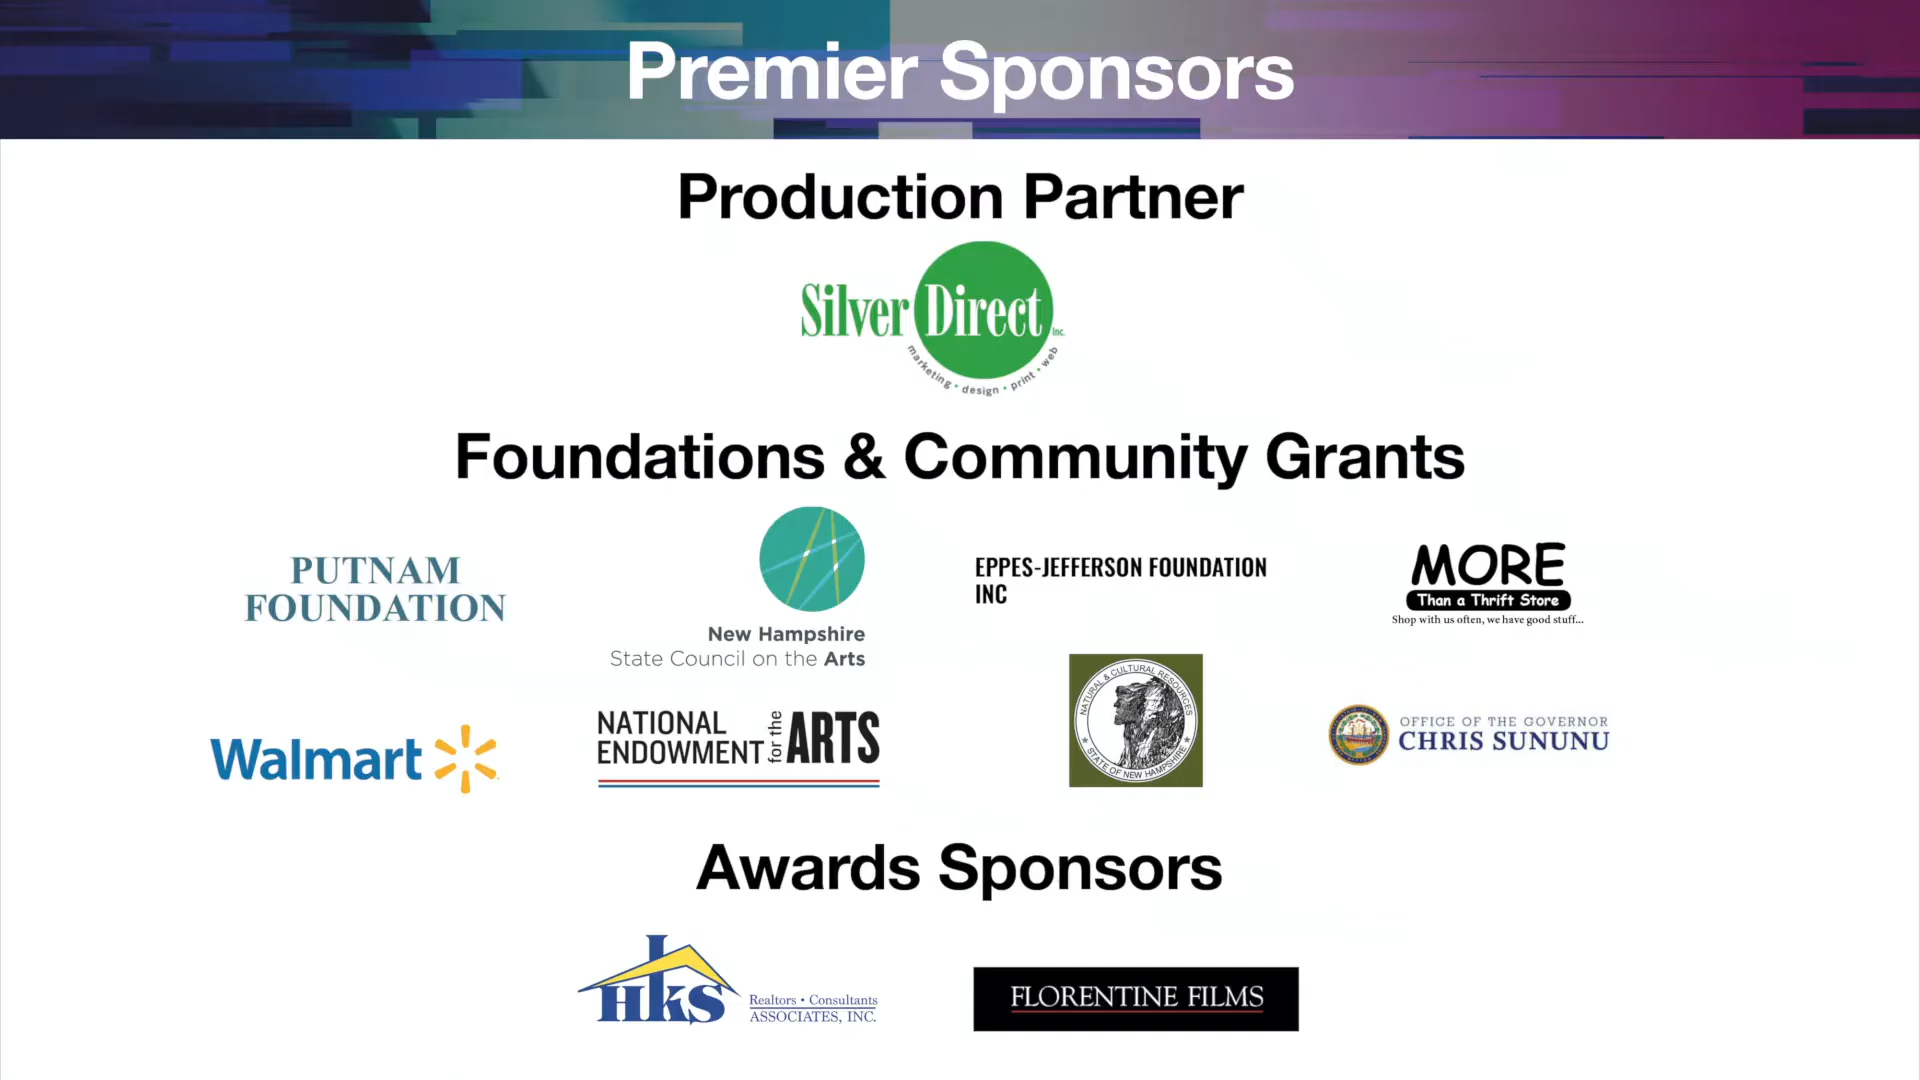 Premier Sponsors
Production Partner
Silver Direct Inc.
marketing • design • print • web
Foundations & Community Grants
PUTNAM
FOUNDATION
New Hampshire
State Council on the Arts
EPPES-JEFFERSON FOUNDATION
INC
MORE
Than a Thrift Store
Shop with us often, we have good stuff...
Walmart
NATIONAL
ENDOWMENT
for the
ARTS
NATURAL & CULTURAL RESOURCES
★ STATE OF NEW HAMPSHIRE ★
OFFICE OF THE GOVERNOR
CHRIS SUNUNU
Awards Sponsors
HKS
Realtors • Consultants
ASSOCIATES, INC.
FLORENTINE FILMS